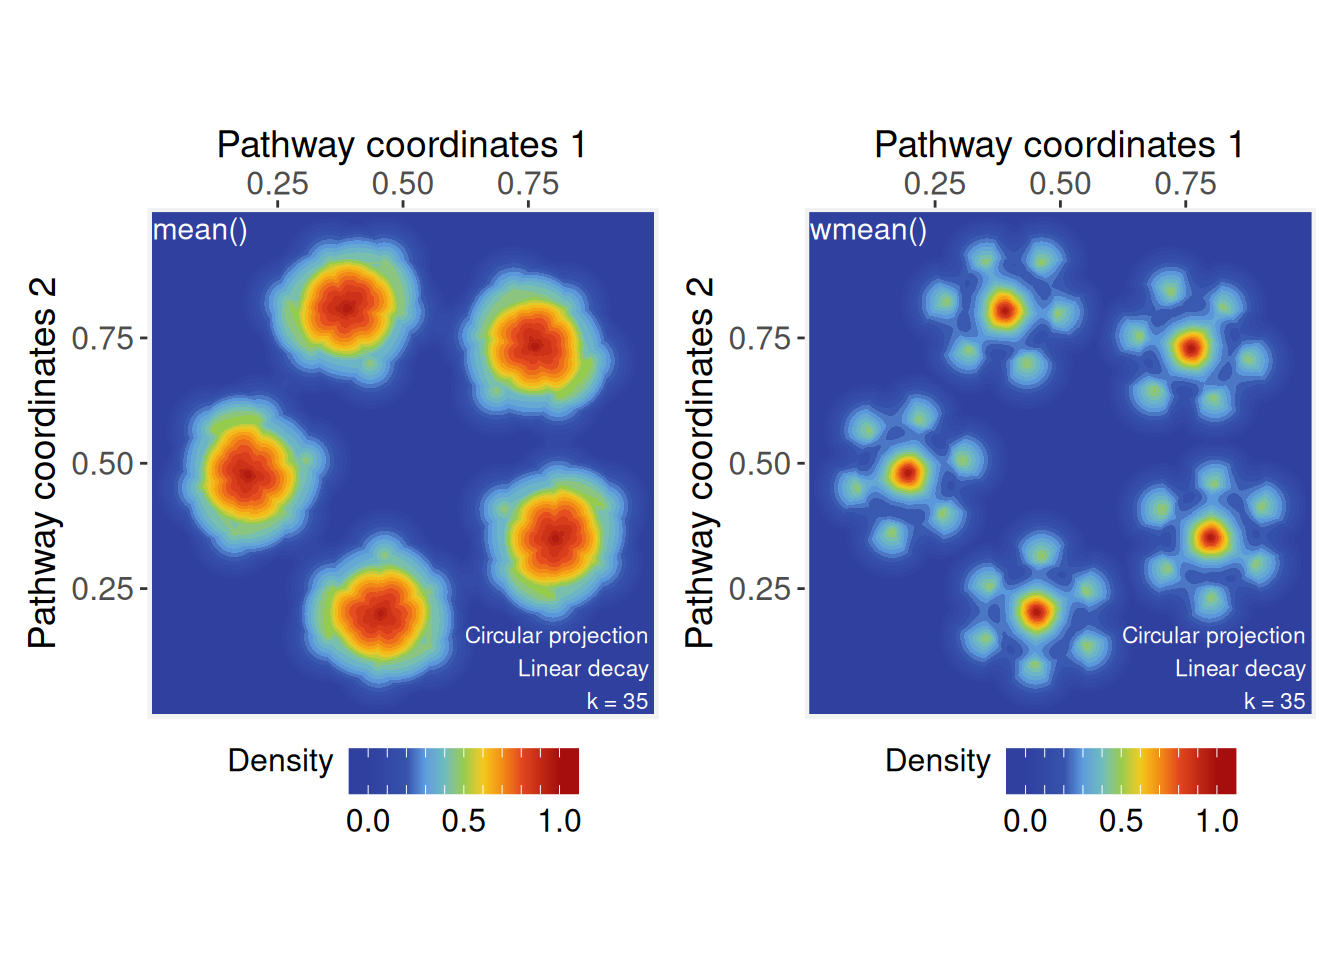 Pathway coordinates 1
0.25 0.50 0.75
mean()
Pathway coordinates 2
0.75
0.50
0.25
Circular projection
Linear decay
k = 35
Density
0.0 0.5 1.0
Pathway coordinates 1
0.25 0.50 0.75
wmean()
Pathway coordinates 2
0.75
0.50
0.25
Circular projection
Linear decay
k = 35
Density
0.0 0.5 1.0